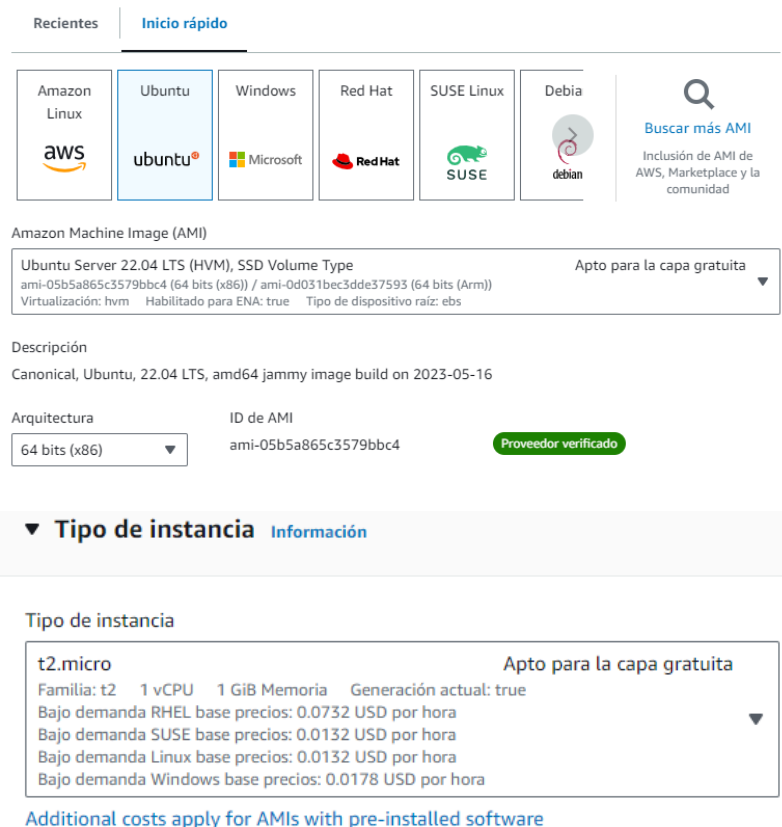 Recientes
Inicio rápido
Amazon Linux
aws
Ubuntu
ubuntu
Windows
Microsoft
Red Hat
Red Hat
SUSE Linux
SUSE
Debia
debian
Buscar más AMI
Inclusión de AMI de
AWS, Marketplace y la
comunidad
Amazon Machine Image (AMI)
Ubuntu Server 22.04 LTS (HVM), SSD Volume Type
Apto para la capa gratuita
ami-05b5a865c3579bbc4 (64 bits (x86)) / ami-0d031bec3dde37593 (64 bits (Arm))
Virtualización: hvm Habilitado para ENA: true Tipo de dispositivo raíz: ebs
Descripción
Canonical, Ubuntu, 22.04 LTS, amd64 jammy image build on 2023-05-16
Arquitectura
ID de AMI
64 bits (x86)
ami-05b5a865c3579bbc4
Proveedor verificado
Tipo de instancia Información
Tipo de instancia
t2.micro
Apto para la capa gratuita
Familia: t2 1 vCPU 1 GiB Memoria Generación actual: true
Bajo demanda RHEL base precios: 0.0732 USD por hora
Bajo demanda SUSE base precios: 0.0132 USD por hora
Bajo demanda Linux base precios: 0.0132 USD por hora
Bajo demanda Windows base precios: 0.0178 USD por hora
Additional costs apply for AMIs with pre-installed software